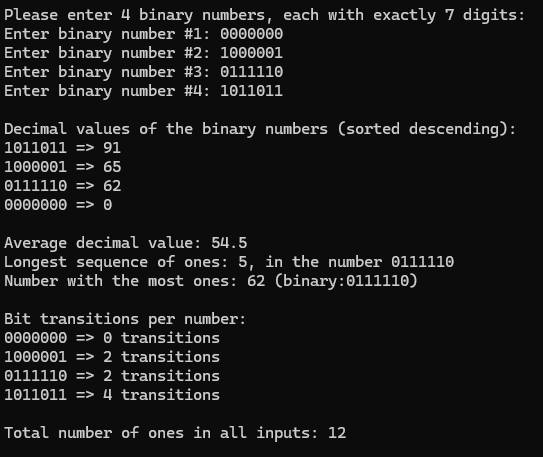 Please enter 4 binary numbers, each with exactly 7 digits:
Enter binary number #1: 0000000
Enter binary number #2: 1000001
Enter binary number #3: 0111110
Enter binary number #4: 1011011

Decimal values of the binary numbers (sorted descending):
1011011 => 91
1000001 => 65
0111110 => 62
0000000 => 0

Average decimal value: 54.5
Longest sequence of ones: 5, in the number 0111110
Number with the most ones: 62 (binary:0111110)

Bit transitions per number:
0000000 => 0 transitions
1000001 => 2 transitions
0111110 => 2 transitions
1011011 => 4 transitions

Total number of ones in all inputs: 12